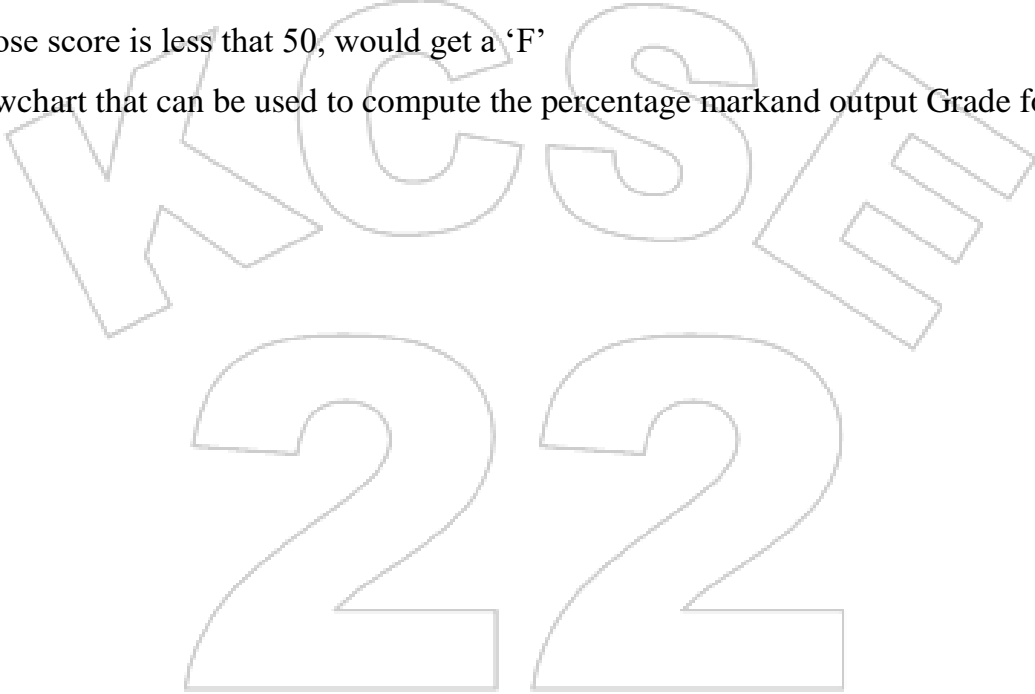 ose score is less that 50, would get a ‘F’
wchart that can be used to compute the percentage markand output Grade fo
KCSE
22